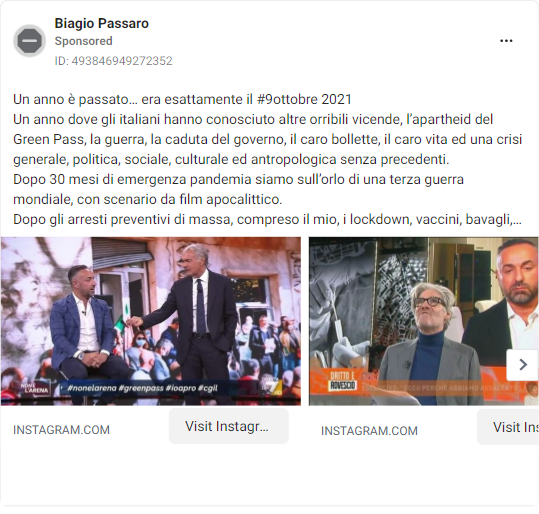 Biagio Passaro
Sponsored
ID: 493846949272352
Un anno è passato... era esattamente il #9ottobre 2021
Un anno dove gli italiani hanno conosciuto altre orribili vicende, l'apartheid del
Green Pass, la guerra, la caduta del governo, il caro bollette, il caro vita ed una crisi
generale, politica, sociale, culturale ed antropologica senza precedenti.
Dopo 30 mesi di emergenza pandemia siamo sull'orlo di una terza guerra
mondiale, con scenario da film apocalittico.
Dopo gli arresti preventivi di massa, compreso il mio, i lockdown, vaccini, bavagli,...
NON È
L'ARENA
#nonelarena #greenpass #ioapro #cgil
DRITTO E
ROVESCIO
PERCHÉ ABBIAMO
INSTAGRAM.COM
Visit Instagr...
INSTAGRAM.COM
Visit Ins